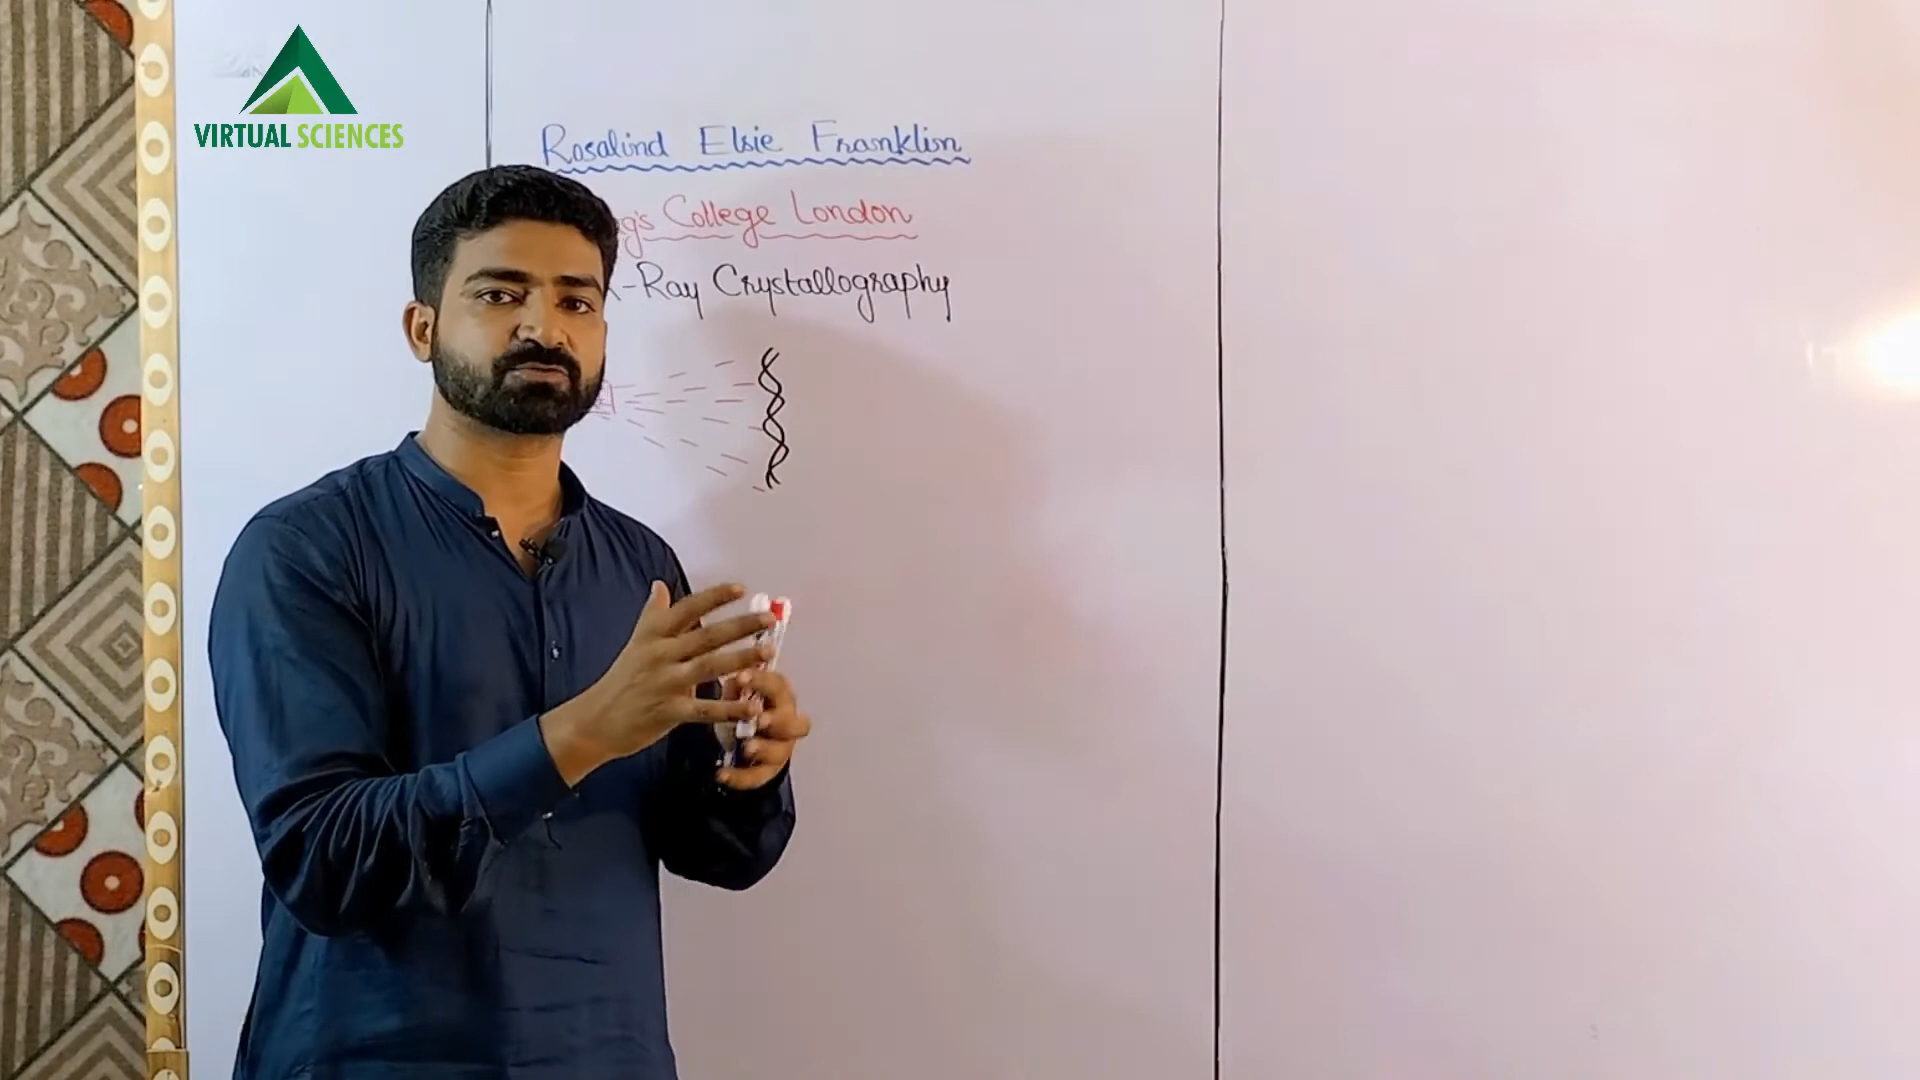 VIRTUAL SCIENCES
Rosalind Elsie Franklin
College London
X-Ray Crystallography